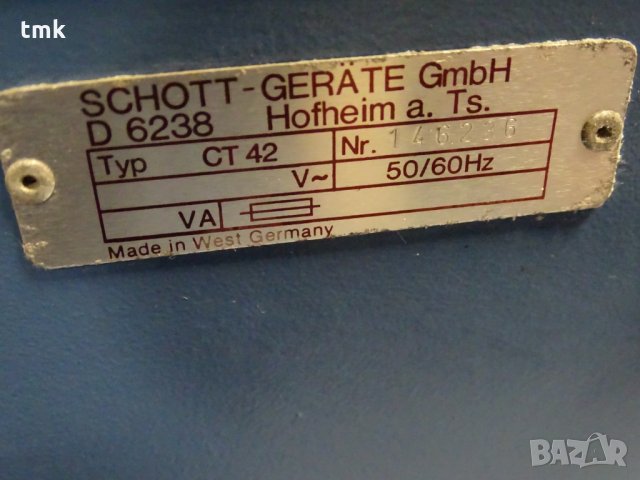 tmk
SCHOTT-GERÄTE GmbH
D 6238 Hofheim a. Ts.
Typ CT 42 Nr. 146226
V~ 50/60Hz
VA
Made in West Germany
BAZAR